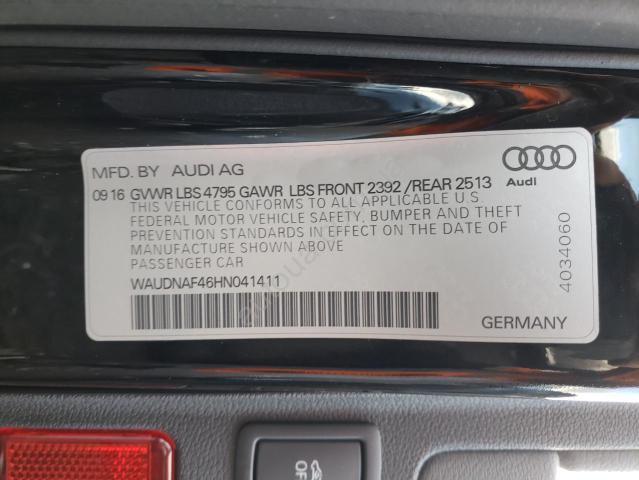 MFD. BY AUDI AG
09 16 GVWR LBS 4795 GAWR LBS FRONT 2392 /REAR 2513
THIS VEHICLE CONFORMS TO ALL APPLICABLE U.S.
FEDERAL MOTOR VEHICLE SAFETY, BUMPER AND THEFT
PREVENTION STANDARDS IN EFFECT ON THE DATE OF
MANUFACTURE SHOWN ABOVE
PASSENGER CAR
WAUDNAF46HN041411
Audi
4034060
GERMANY
OF